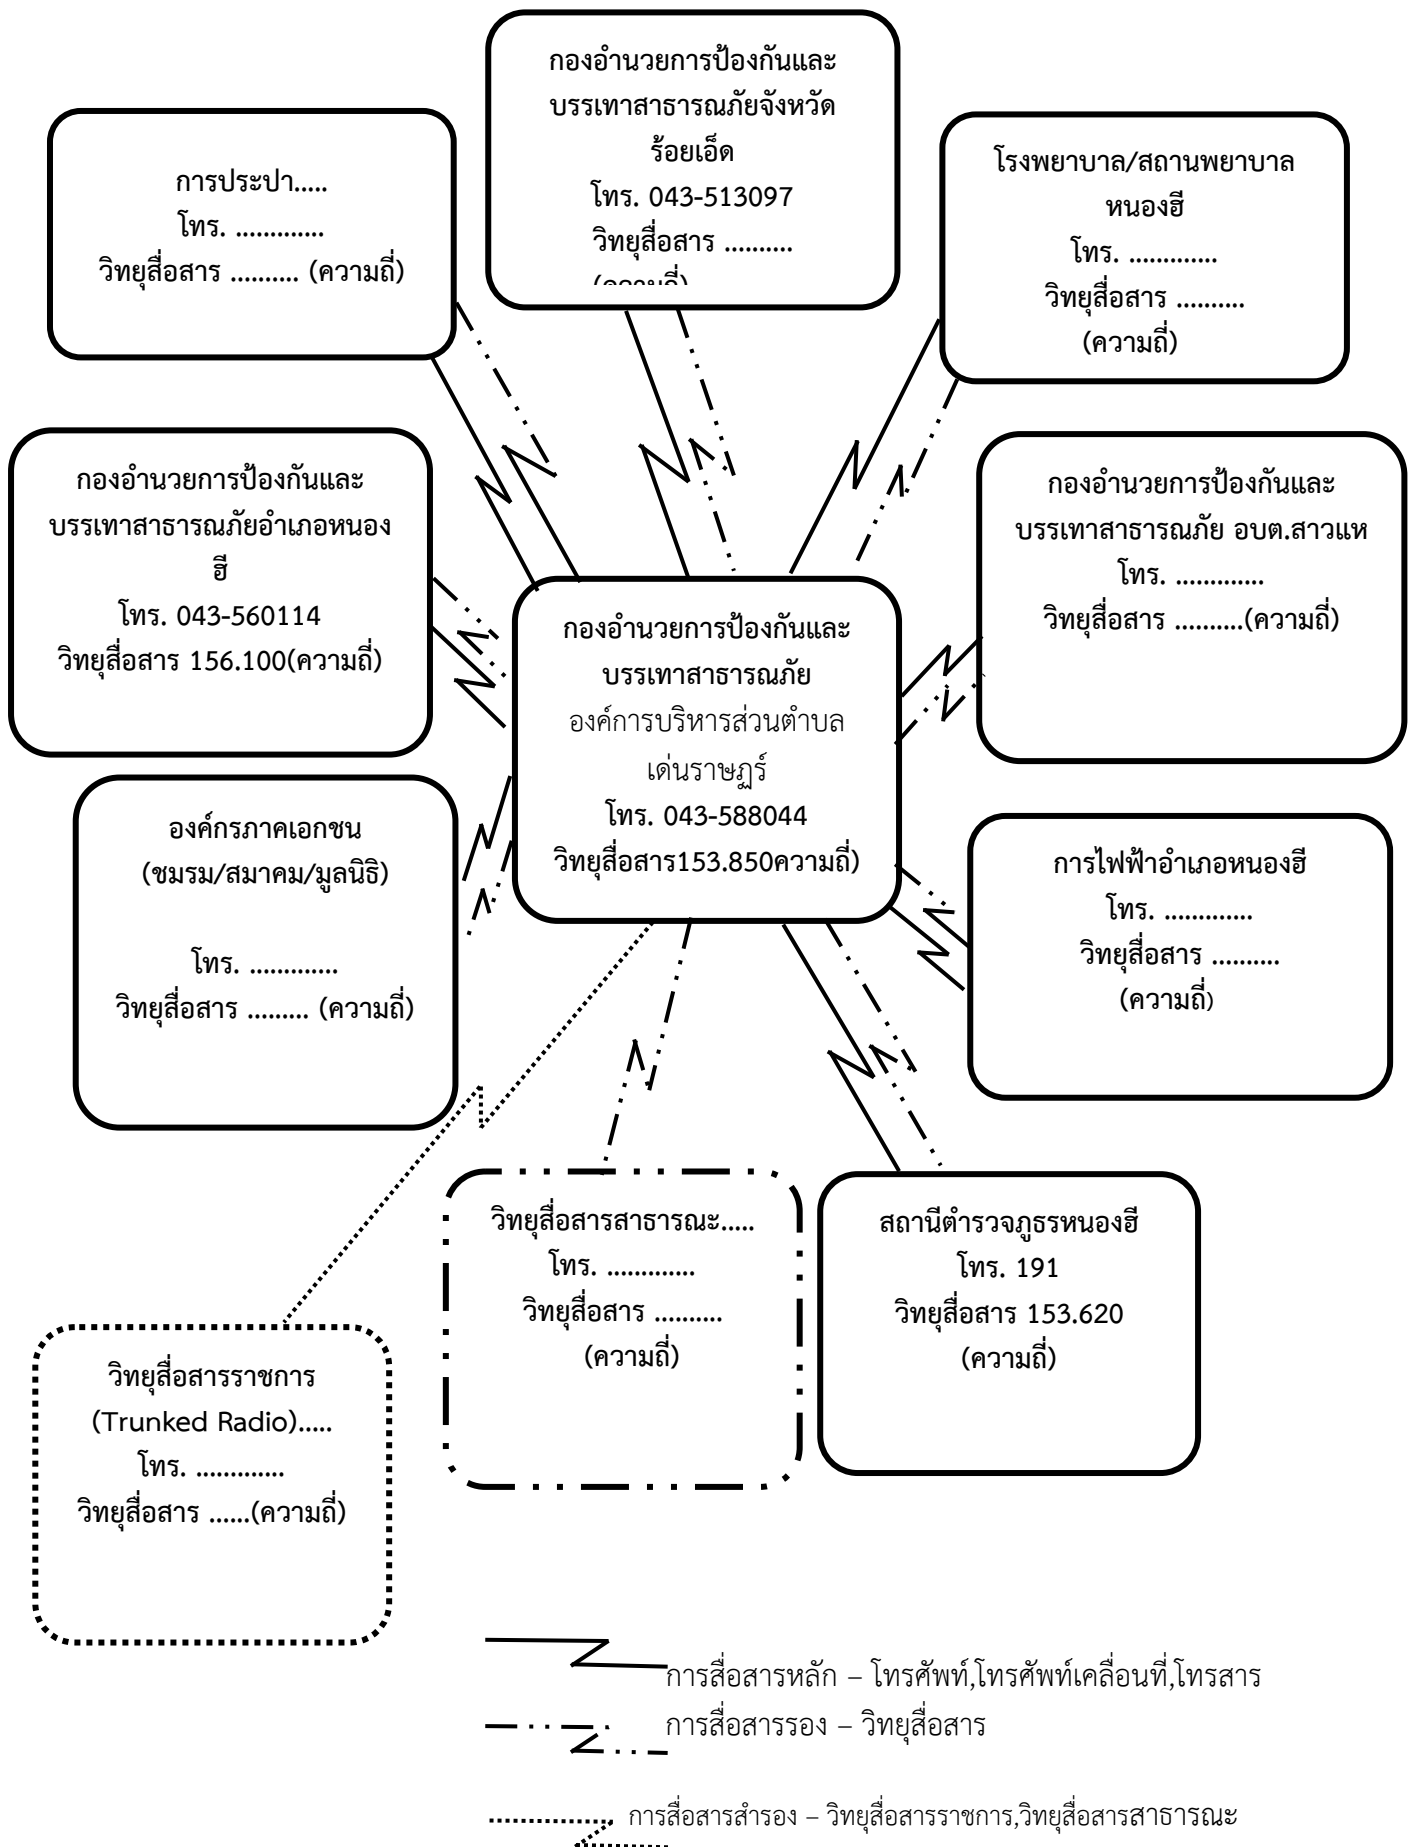 กองอำนวยการป้องกันและ
บรรเทาสาธารณภัยจังหวัด
ร้อยเอ็ด
โทร. 043-513097
วิทยุสื่อสาร ..........
(ความถี่)
การประปา.....
โทร. .............
วิทยุสื่อสาร .......... (ความถี่)
โรงพยาบาล/สถานพยาบาล
หนองฮี
โทร. .............
วิทยุสื่อสาร ..........
(ความถี่)
กองอำนวยการป้องกันและ
บรรเทาสาธารณภัยอำเภอหนอง
ฮี
โทร. 043-560114
วิทยุสื่อสาร 156.100(ความถี่)
กองอำนวยการป้องกันและ
บรรเทาสาธารณภัย อบต.สาวแห
โทร. .............
วิทยุสื่อสาร ..........(ความถี่)
กองอำนวยการป้องกันและ
บรรเทาสาธารณภัย
องค์การบริหารส่วนตำบล
เด่นราษฏร์
โทร. 043-588044
วิทยุสื่อสาร153.850ความถี่)
องค์กรภาคเอกชน
(ชมรม/สมาคม/มูลนิธิ)
โทร. .............
วิทยุสื่อสาร ......... (ความถี่)
การไฟฟ้าอำเภอหนองฮี
โทร. .............
วิทยุสื่อสาร ..........
(ความถี่)
วิทยุสื่อสารสาธารณะ.....
โทร. .............
วิทยุสื่อสาร ..........
(ความถี่)
สถานีตำรวจภูธรหนองฮี
โทร. 191
วิทยุสื่อสาร 153.620
(ความถี่)
วิทยุสื่อสารราชการ
(Trunked Radio).....
โทร. .............
วิทยุสื่อสาร ......(ความถี่)
การสื่อสารหลัก – โทรศัพท์,โทรศัพท์เคลื่อนที่,โทรสาร
การสื่อสารรอง – วิทยุสื่อสาร
การสื่อสารสำรอง – วิทยุสื่อสารราชการ,วิทยุสื่อสารสาธารณะ